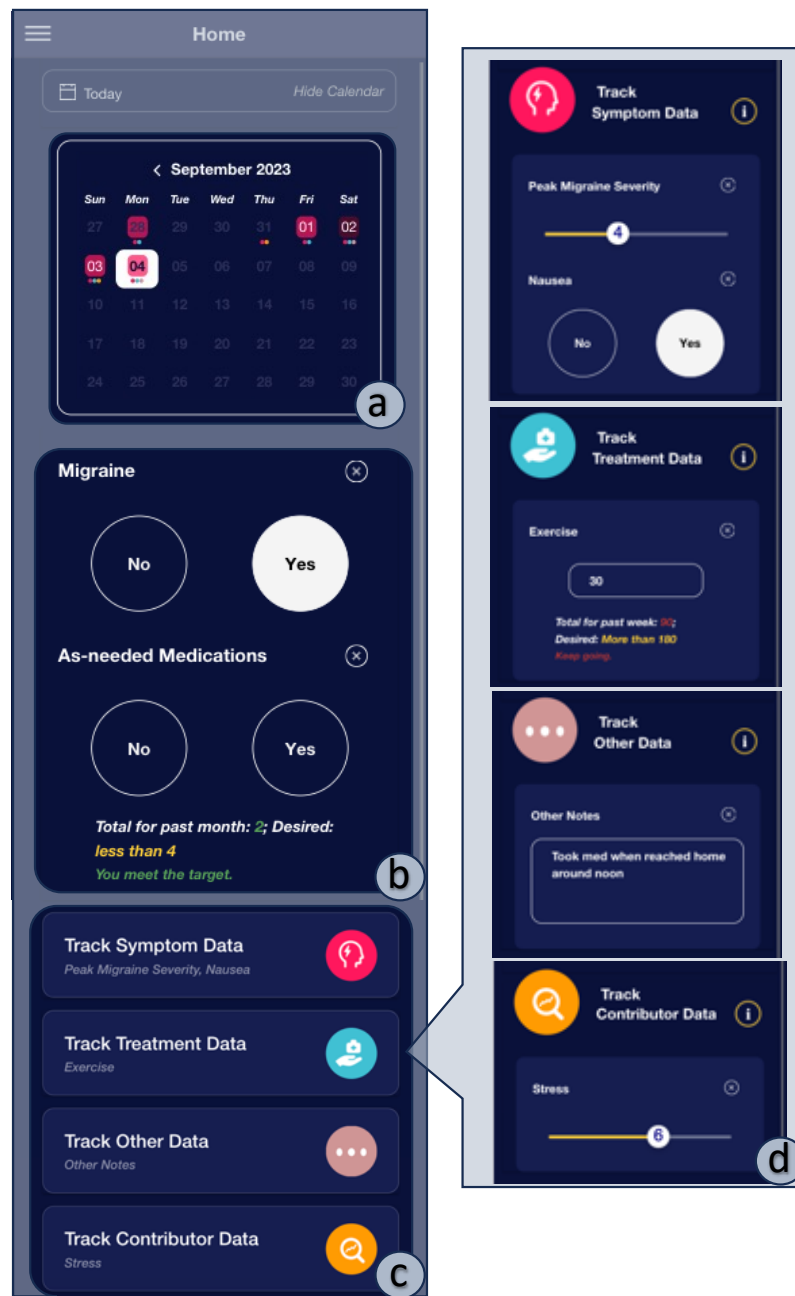 Home
Today
Hide Calendar
< September 2023
Sun Mon Tue Wed Thu Fri Sat
27 28 29 30 31 01 02
03 04 05 06 07 08 09
10 11 12 13 14 15 16
17 18 19 20 21 22 23
24 25 26 27 28 29 30
a
Migraine
No
Yes
As-needed Medications
No
Yes
Total for past month: 2; Desired:
less than 4
You meet the target.
b
Track Symptom Data
Peak Migraine Severity, Nausea
Track Treatment Data
Exercise
Track Other Data
Other Notes
Track Contributor Data
Stress
c
Track
Symptom Data
i
Peak Migraine Severity
4
Nausea
No
Yes
Track
Treatment Data
i
Exercise
30
Total for past week: 90;
Desired: More than 180
Keep going.
Track
Other Data
i
Other Notes
Took med when reached home
around noon
Track
Contributor Data
i
Stress
6
d